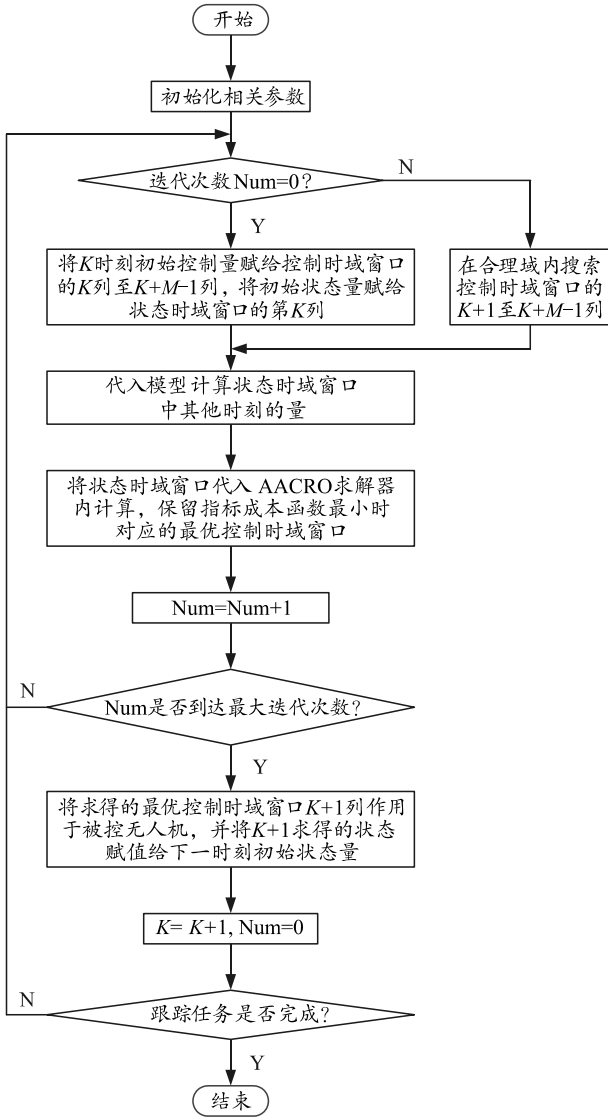 开始
初始化相关参数
迭代次数Num=0?
N
Y
将K时刻初始控制量赋给控制时域窗口
的K列至K+M−1列，将初始状态量赋给
状态时域窗口的第K列
在合理域内搜索
控制时域窗口的
K+1至K+M−1列
代入模型计算状态时域窗口
中其他时刻的量
将状态时域窗口代入 AACRO求解器
内计算，保留指标成本函数最小时
对应的最优控制时域窗口
Num=Num+1
N
Num是否到达最大迭代次数?
Y
将求得的最优控制时域窗口K+1列作用
于被控无人机，并将K+1求得的状态
赋值给下一时刻初始状态量
K= K+1, Num=0
N
跟踪任务是否完成?
Y
结束